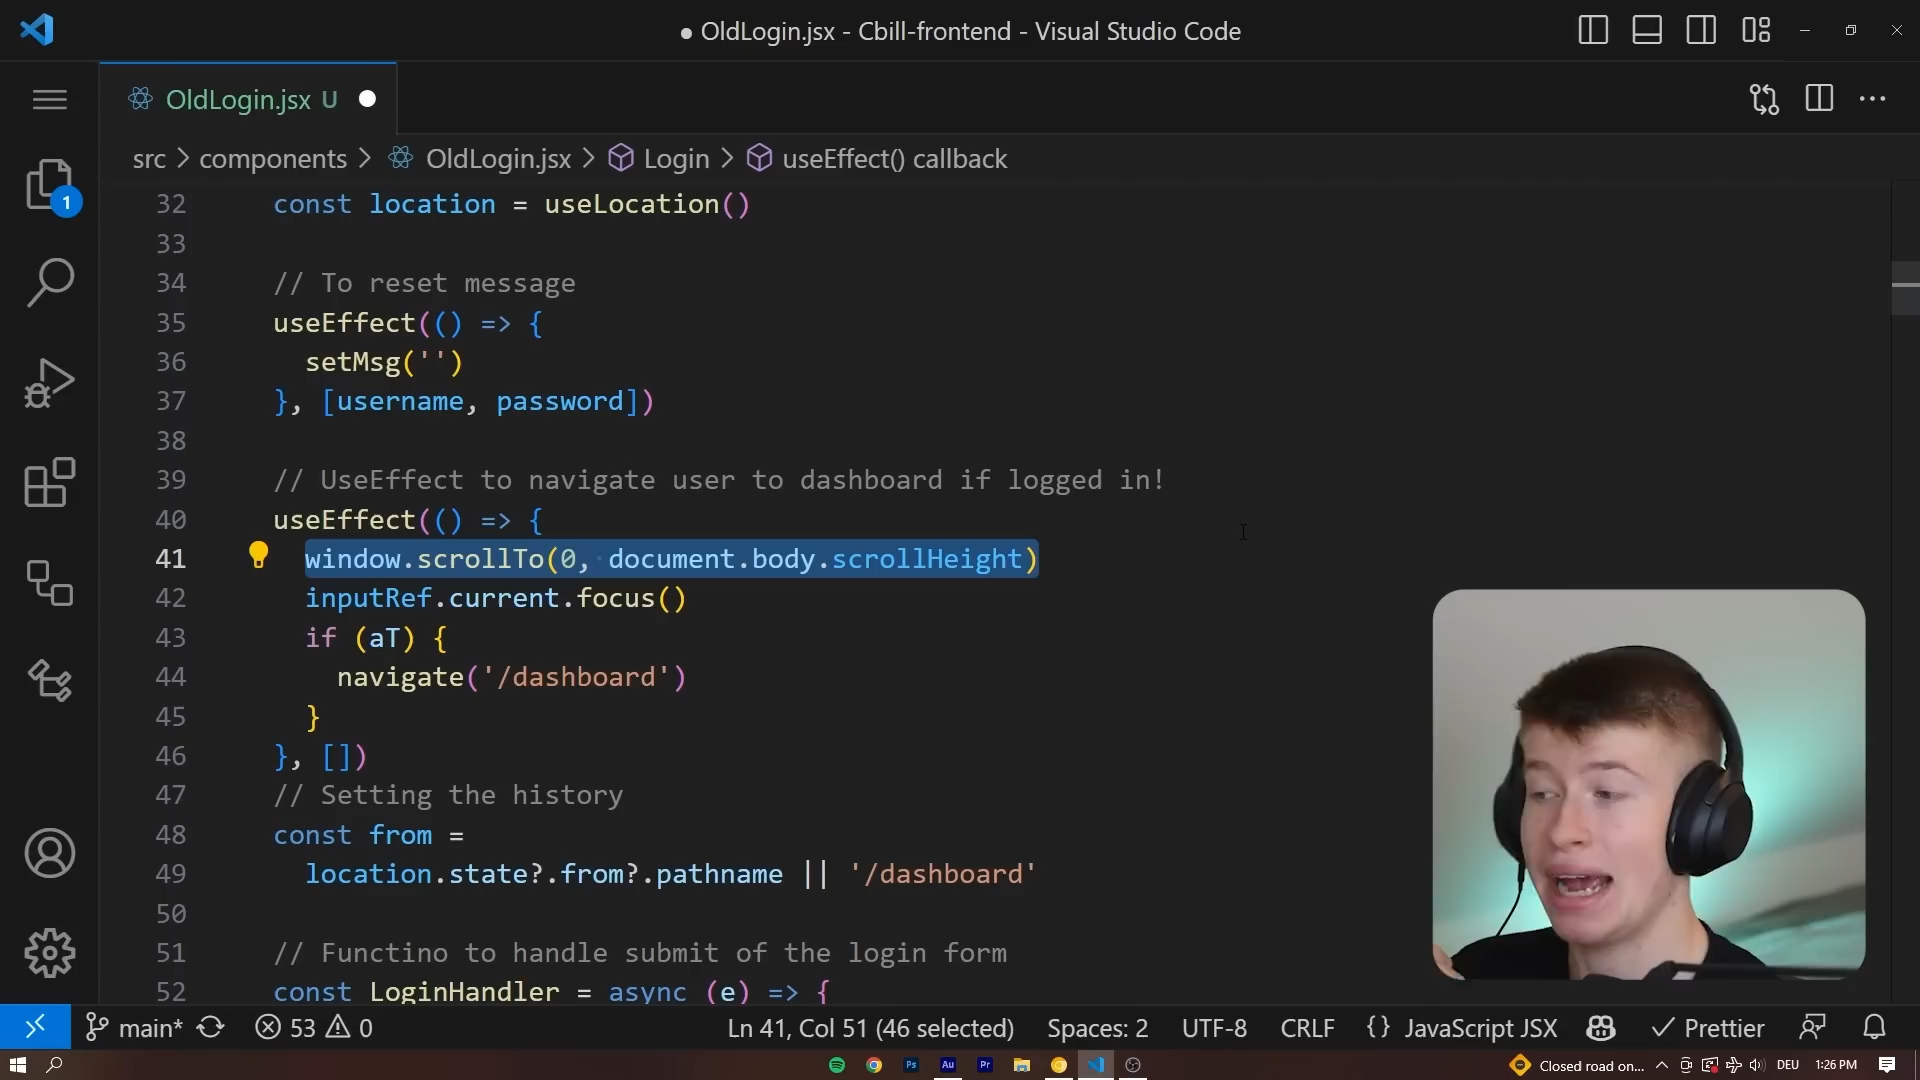 OldLogin.jsx - Cbill-frontend - Visual Studio Code
OldLogin.jsx U
src > components > OldLogin.jsx > Login > useEffect() callback
1
32 const location = useLocation()
33
34 // To reset message
35 useEffect(() => {
36 setMsg('')
37 }, [username, password])
38
39 // UseEffect to navigate user to dashboard if logged in!
40 useEffect(() => {
41 window.scrollTo(0, document.body.scrollHeight)
42 inputRef.current.focus()
43 if (aT) {
44 navigate('/dashboard')
45 }
46 }, [])
47 // Setting the history
48 const from =
49 location.state?.from?.pathname || '/dashboard'
50
51 // Functino to handle submit of the login form
52 const LoginHandler = async (e) => {
main* 53 0 Ln 41, Col 51 (46 selected) Spaces: 2 UTF-8 CRLF {} JavaScript JSX Prettier
Ps Au Pr Closed road on... DEU 1:26 PM